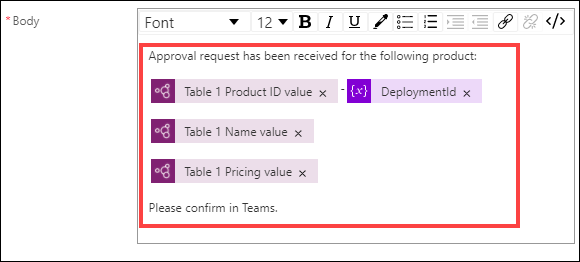 * Body
Font 12 B I U </>
Approval request has been received for the following product:
Table 1 Product ID value × - {x} DeploymentId ×
Table 1 Name value ×
Table 1 Pricing value ×
Please confirm in Teams.